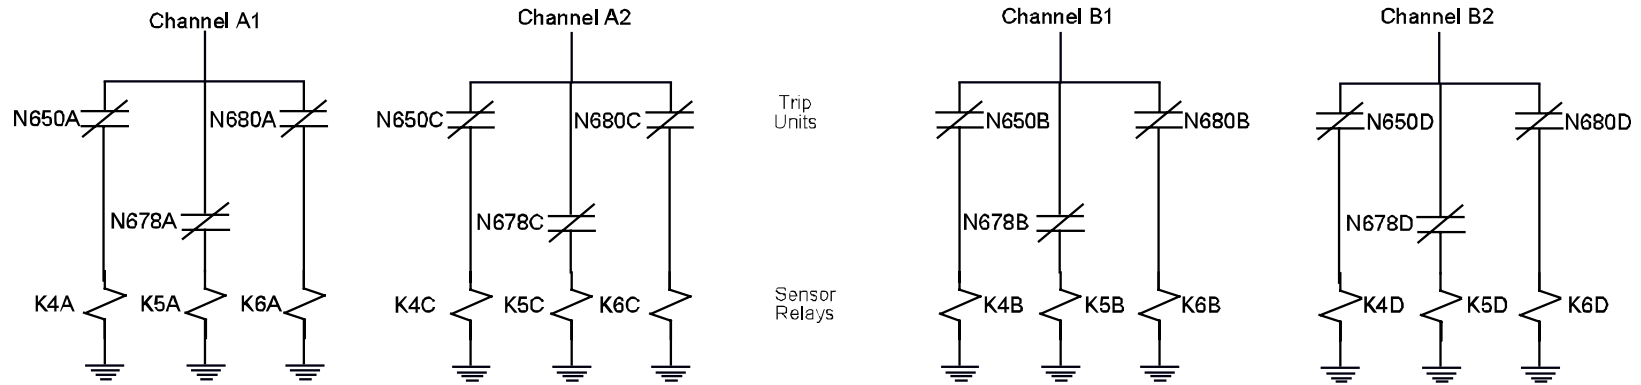 Channel A1
Channel A2
Channel B1
Channel B2
N650A
N680A
N650C
N680C
Trip
Units
N650B
N680B
N650D
N680D
N678A
N678C
N678B
N678D
K4A
K5A
K6A
K4C
K5C
K6C
Sensor
Relays
K4B
K5B
K6B
K4D
K5D
K6D